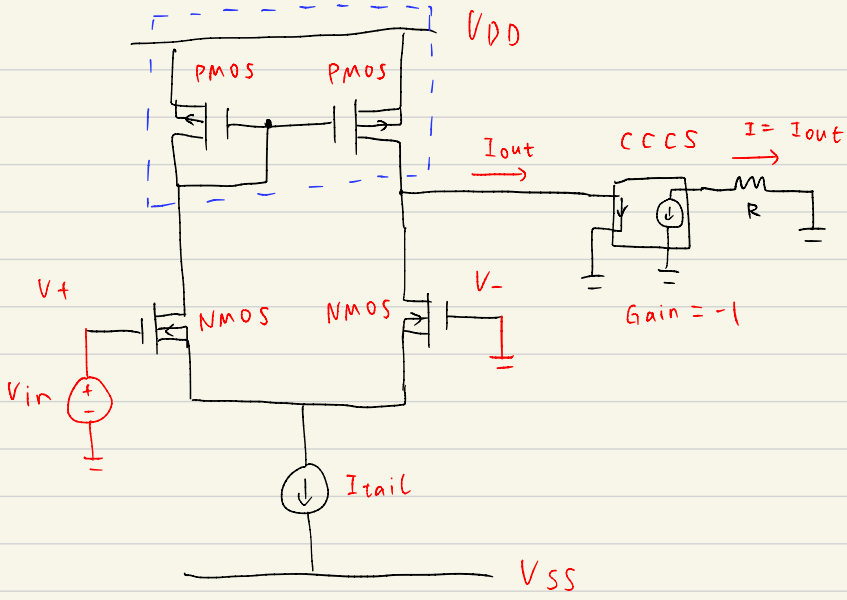 VDD
PMOS
PMOS
Iout
CCCS
I = Iout
R
Gain = -1
V+
NMOS
NMOS
V-
Vin
+
-
Itail
VSS